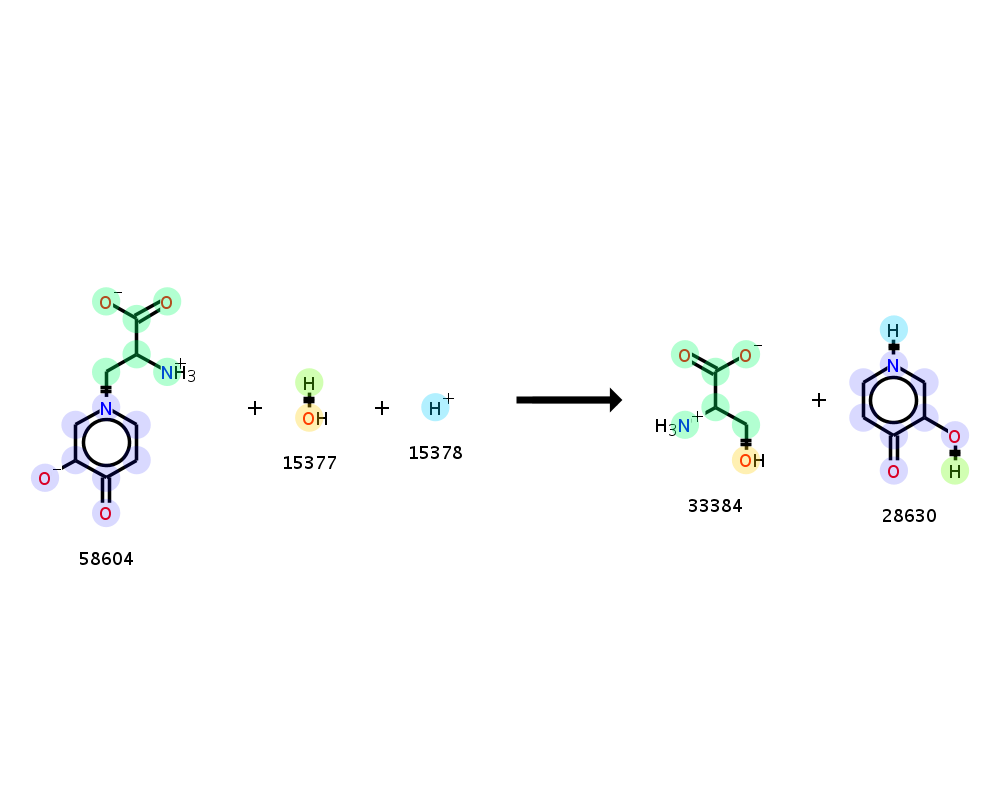 O⁻ O
NH3⁺
N
O⁻
O
58604
+
H
OH
15377
+
H⁺
15378
O O⁻
H3N⁺
OH
33384
+
H
N
O
O H
28630